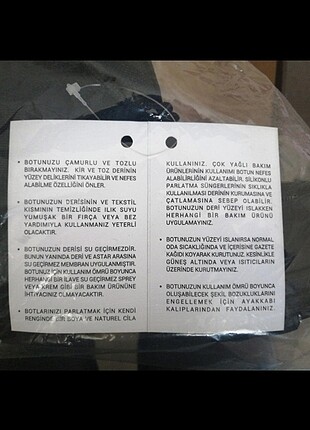 • BOTUNUZU ÇAMURLU VE TOZLU
BIRAKMAYINIZ. KİR VE TOZ DERİNİN
YÜZEY DELİKLERİNİ TIKAYABİLİR VE NEFES
ALABİLME ÖZELLİĞİNİ ÖNLER.
• BOTUNUZUN DERİSİNİN VE TEKSTİL
KISMININ TEMİZLİĞİNDE ILIK SUYU
YUMUŞAK BİR FIRÇA VEYA BEZ
YARDIMIYLA KULLANMANIZ YETERLİ
OLACAKTIR.
• BOTUNUZUN DERİSİ SU GEÇİRMEZDİR.
BUNUN YANINDA DERİ VE ASTAR ARASINA
SU GEÇİRMEZ MEMBRAN UYGULANMIŞTIR.
BOTUNUZ İÇİN KULLANIM ÖMRÜ BOYUNCA
HERHANGİ BİR İLAVE SU GEÇİRMEZ SPREY
VEYA KREM GİBİ BİR BAKIM ÜRÜNÜNE
İHTİYACINIZ OLMAYACAKTIR.
• BOTLARINIZI PARLATMAK İÇİN KENDİ
RENGİNDE BİR BOYA VE NATUREL CİLA
KULLANINIZ. ÇOK YAĞLI BAKIM
ÜRÜNLERİNİN KULLANIMI BOTUN NEFES
ALABİLİRLİĞİNİ AZALTABİLİR. SİLİKONLU
PARLATMA SÜNGERLERİNİN SIKLIKLA
KULLANILMASI DERİNİN KURUMASINA VE
ÇATLAMASINA SEBEP OLABİLİR.
BOTUNUZUN DERİ YÜZEYİ ISLAKKEN
HERHANGİ BİR BAKIM ÜRÜNÜ
UYGULAMAYINIZ.
• BOTUNUZUN YÜZEYİ ISLANIRSA NORMAL
ODA SICAKLIĞINDA VE İÇERİSİNE GAZETE
KAĞIDI KOYARAK KURUTUNUZ. KESİNLİKLE
GÜNEŞ ALTINDA VEYA ISITICILARIN
ÜZERİNDE KURUTMAYINIZ.
• BOTUNUZUN KULLANIM ÖMRÜ BOYUNCA
OLUŞABİLECEK ŞEKİL BOZUKLUKLARINI
ENGELLEMEK İÇİN AYAKKABI
KALIPLARINDAN FAYDALANINIZ.